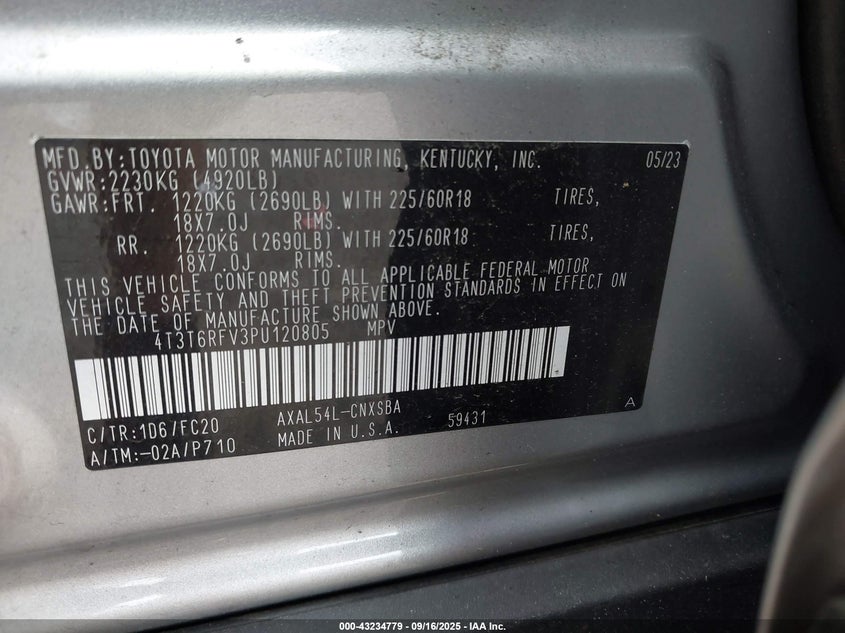 MFD.BY:TOYOTA MOTOR MANUFACTURING, KENTUCKY, INC. 05/23
GVWR:2230KG (4920LB)
GAWR:FRT. 1220KG (2690LB) WITH 225/60R18 TIRES,
18X7.0J RIMS.
RR. 1220KG (2690LB) WITH 225/60R18 TIRES,
18X7.0J RIMS.
THIS VEHICLE CONFORMS TO ALL APPLICABLE FEDERAL MOTOR
VEHICLE SAFETY AND THEFT PREVENTION STANDARDS IN EFFECT ON
THE DATE OF MANUFACTURE SHOWN ABOVE.
4T3T6RFV3PU120805 MPV
C/TR:1D6/FC20 AXAL54L-CNXSBA 59431 A
A/TM:-02A/P710 MADE IN U.S.A.
000-43234779 - 09/16/2025 - IAA Inc.